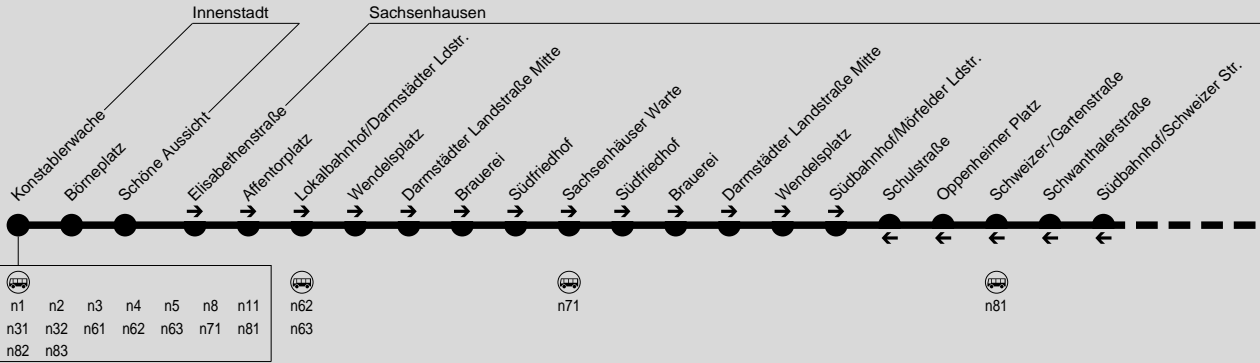 Innenstadt
Sachsenhausen
Konstablerwache
Börneplatz
Schöne Aussicht
Elisabethenstraße
Affentorplatz
Lokalbahnhof/Darmstädter Ldstr.
Wendelsplatz
Darmstädter Landstraße Mitte
Brauerei
Südfriedhof
Sachsenhäuser Warte
Südfriedhof
Brauerei
Darmstädter Landstraße Mitte
Wendelsplatz
Südbahnhof/Mörfelder Ldstr.
Schulstraße
Oppenheimer Platz
Schweizer-/Gartenstraße
Schwanthalerstraße
Südbahnhof/Schweizer Str.
n1 n2 n3 n4 n5 n8 n11
n31 n32 n61 n62 n63 n71 n81
n82 n83
n62
n63
n71
n81